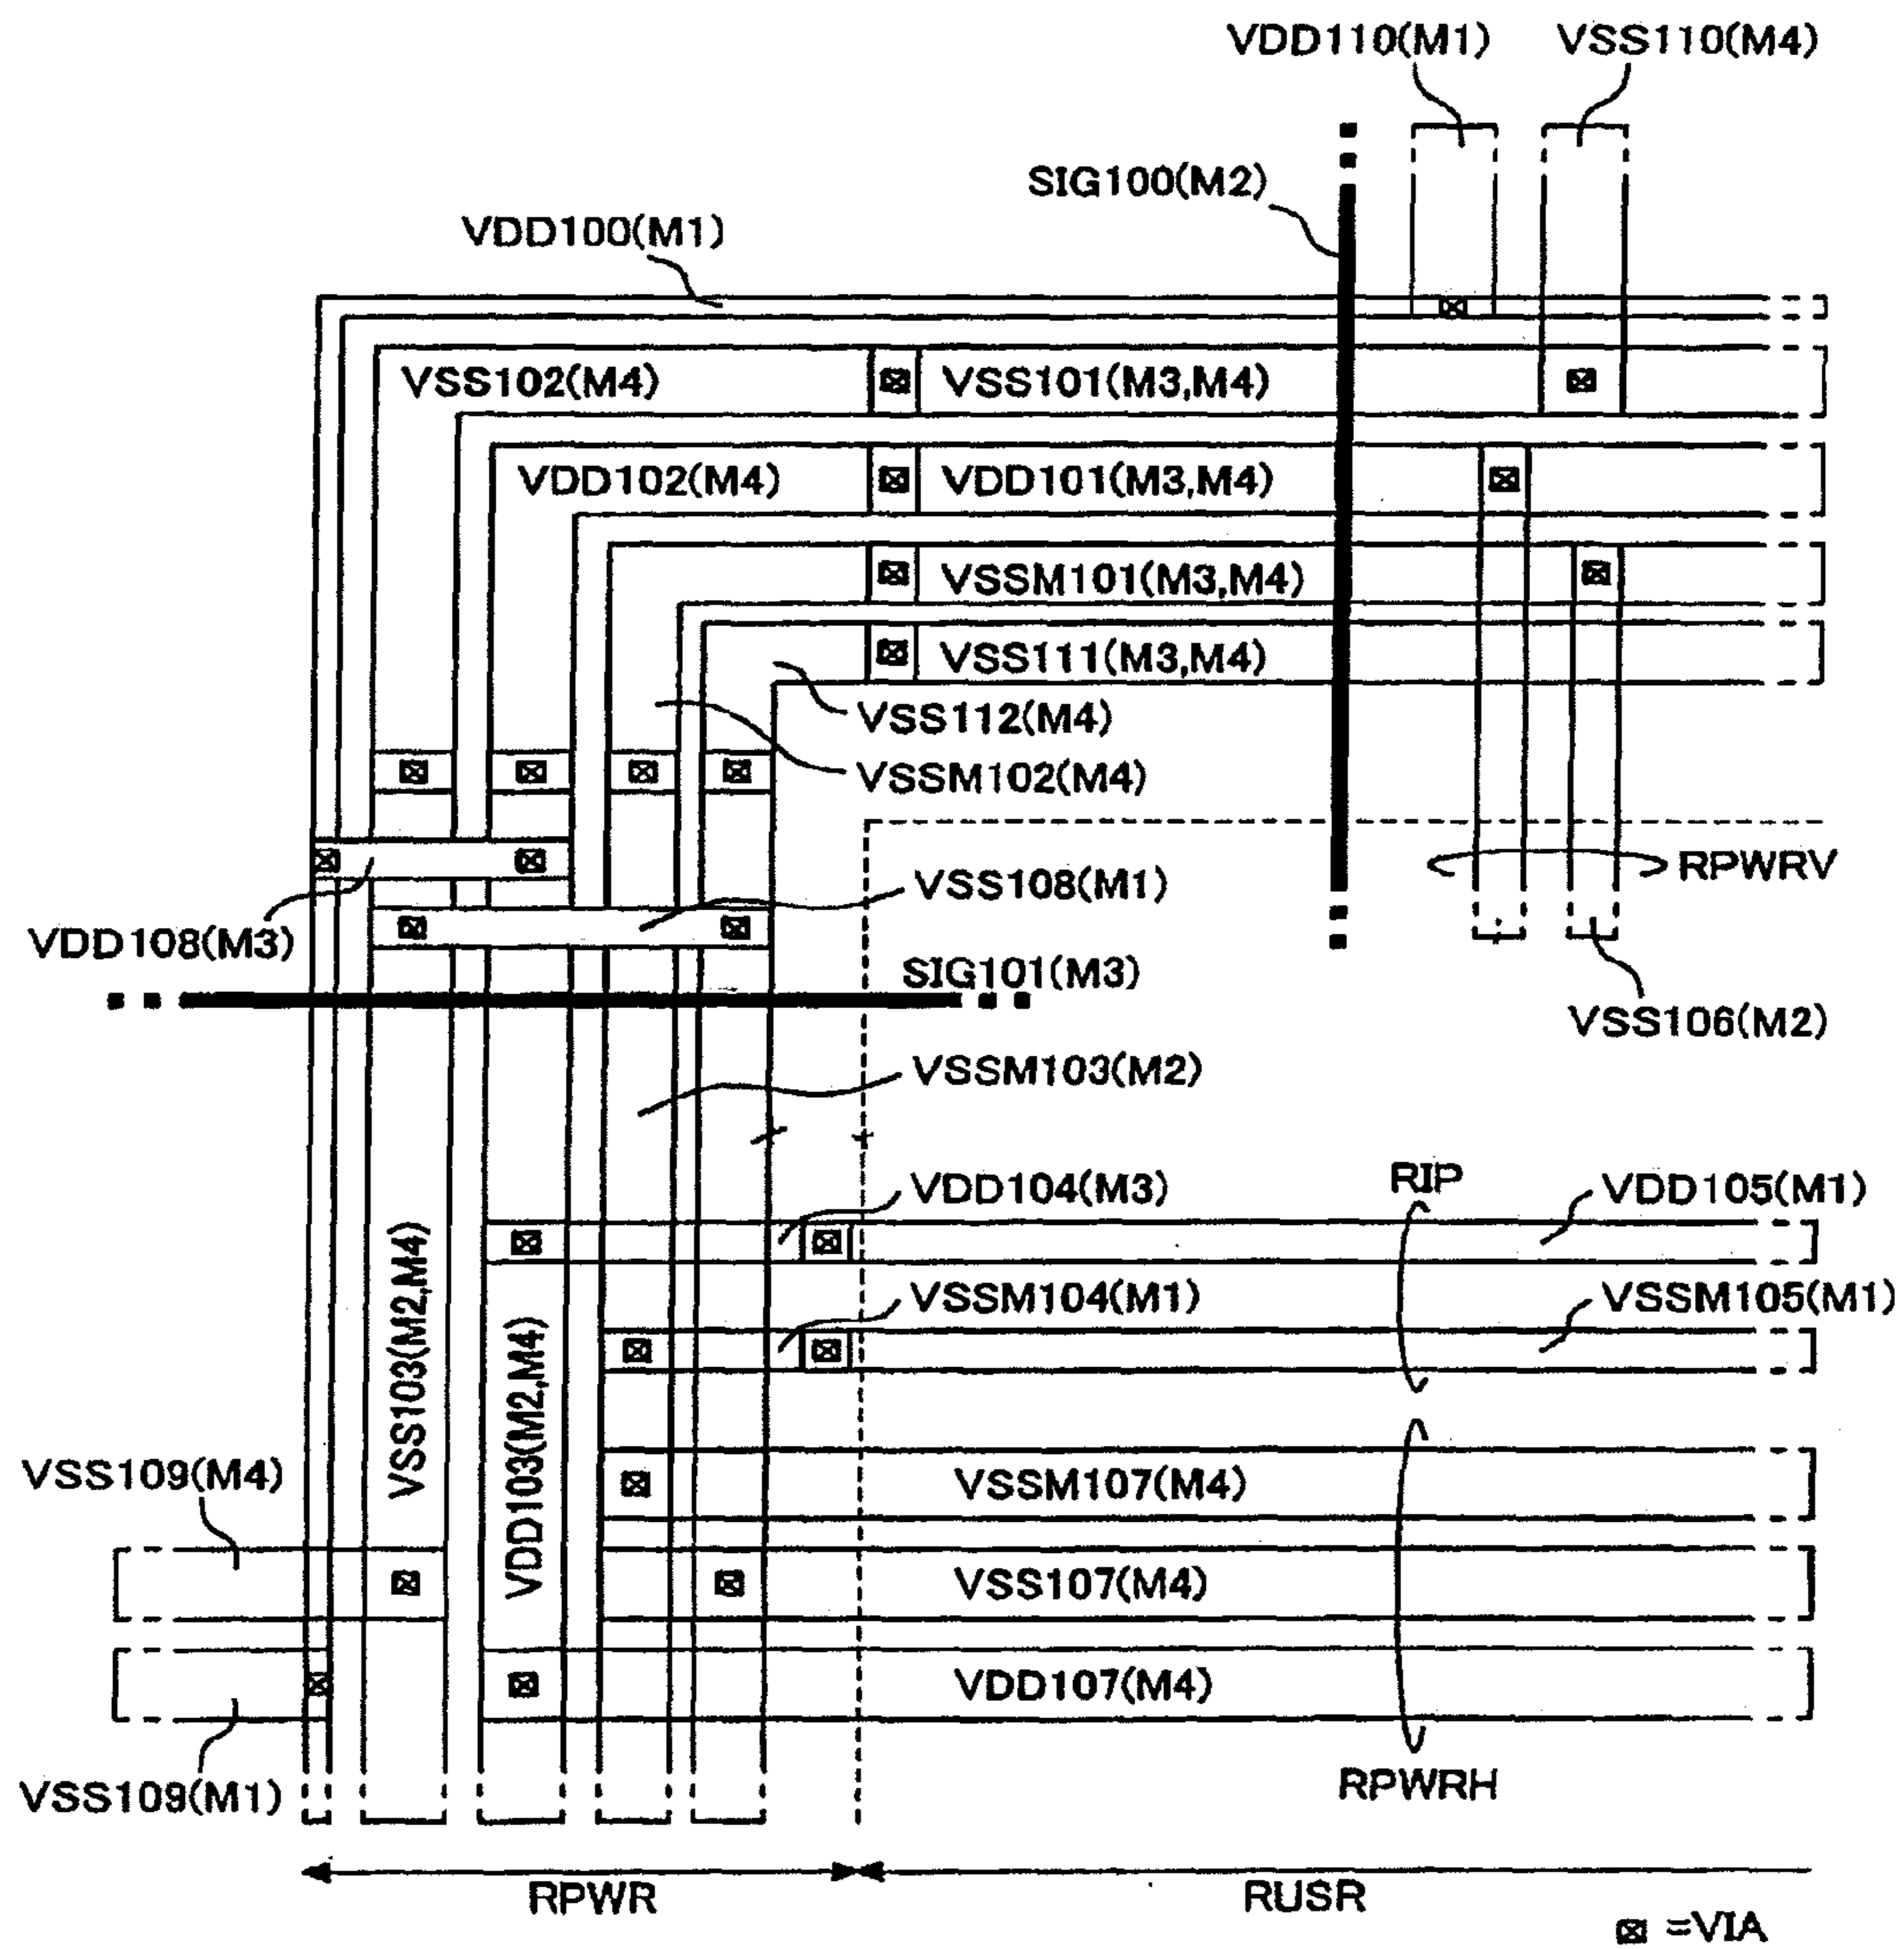 VDD110(M1)
VSS110(M4)
SIG100(M2)
VDD100(M1)
VSS102(M4)
VSS101(M3,M4)
VDD102(M4)
VDD101(M3,M4)
VSSM101(M3,M4)
VSS111(M3,M4)
VSS112(M4)
VSSM102(M4)
RPWRV
VSS108(M1)
VDD108(M3)
SIG101(M3)
VSS106(M2)
VSSM103(M2)
VDD104(M3)
RIP
VDD105(M1)
VSSM104(M1)
VSSM105(M1)
VSS103(M2,M4)
VDD103(M2,M4)
VSS109(M4)
VSSM107(M4)
VSS107(M4)
VDD107(M4)
VSS109(M1)
RPWRH
RPWR
RUSR
=VIA